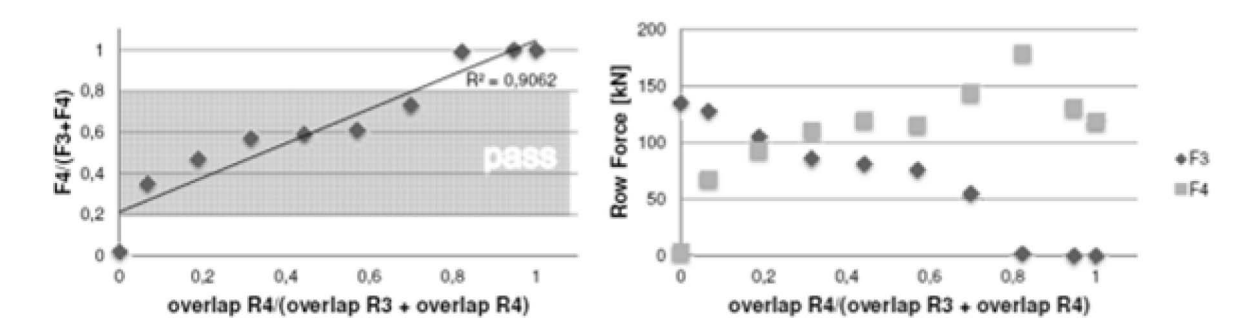 1
0,8
0,6
0,4
0,2
0
F4/(F3+F4)
R² = 0,9062
pass
0 0,2 0,4 0,6 0,8 1
overlap R4/(overlap R3 + overlap R4)
200
150
100
50
0
Row Force [kN]
F3
F4
0 0,2 0,4 0,6 0,8 1
overlap R4/(overlap R3 + overlap R4)